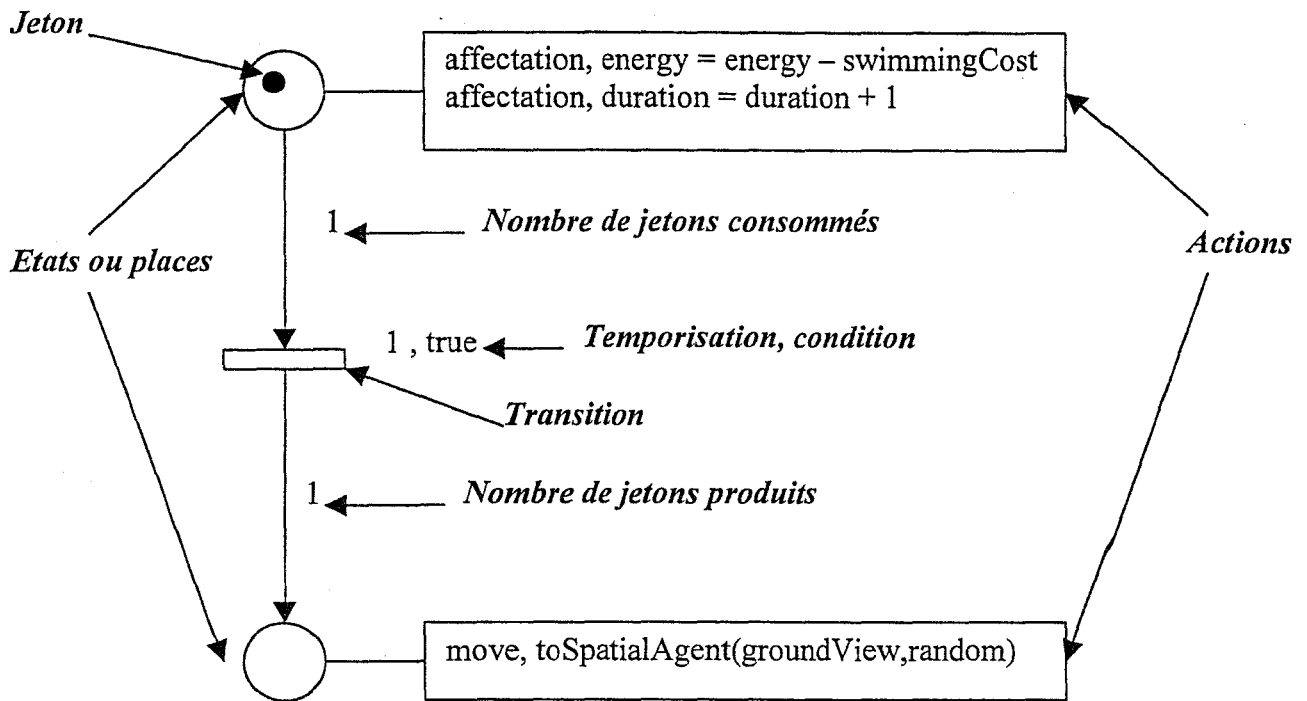 Jeton
affectation, energy = energy – swimmingCost
affectation, duration = duration + 1
1
Nombre de jetons consommés
Etats ou places
Actions
1 , true
Temporisation, condition
Transition
1
Nombre de jetons produits
move, toSpatialAgent(groundView,random)